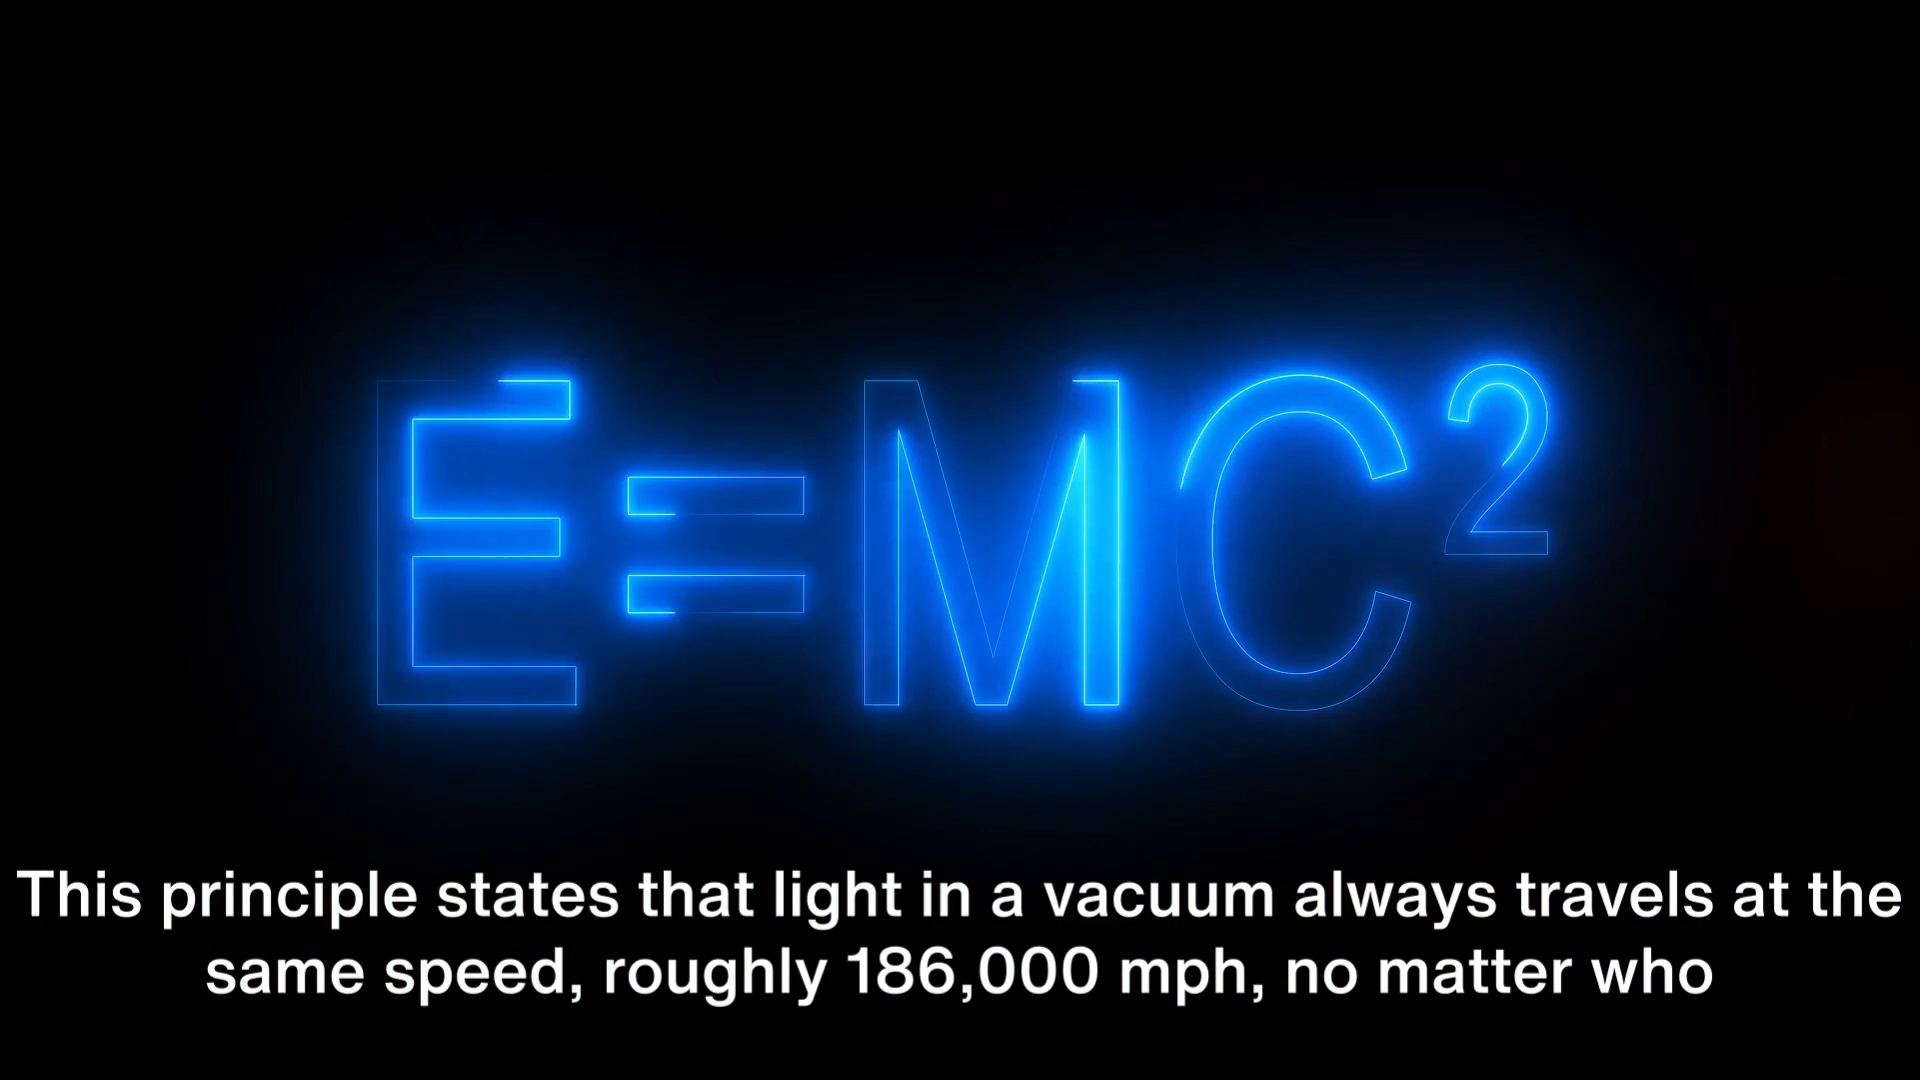 E=MC²
This principle states that light in a vacuum always travels at the
same speed, roughly 186,000 mph, no matter who